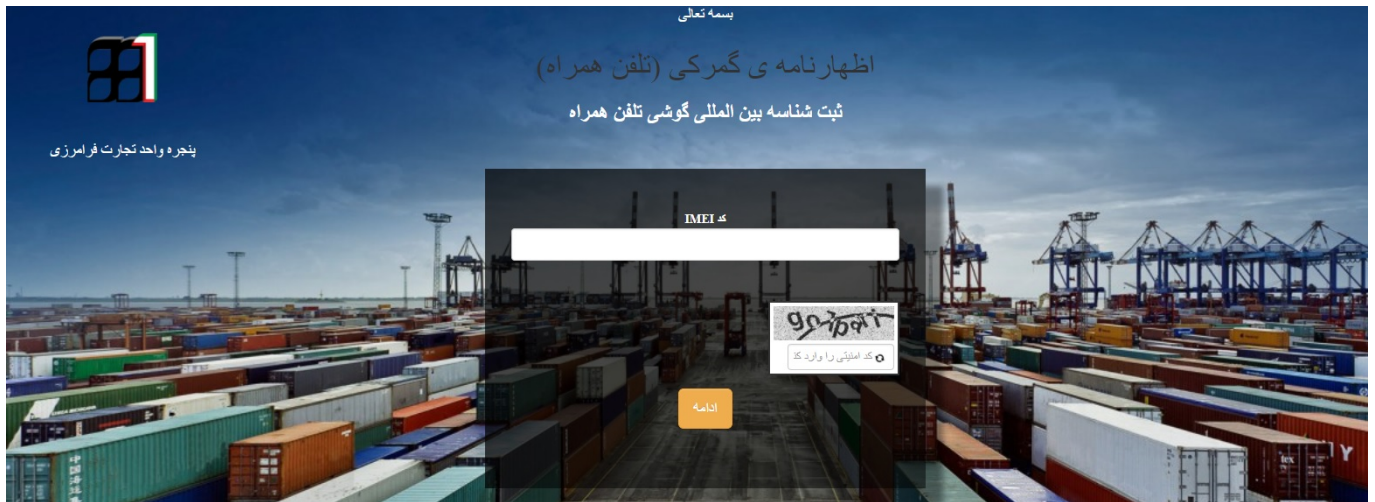 بسمه تعالی
اظهارنامه ی گمرکی (تلفن همراه)
ثبت شناسه بین المللی گوشی تلفن همراه
پنجره واحد تجارت فرامرزی
کد IMEI
کد امنیتی را وارد کذ
ادامه